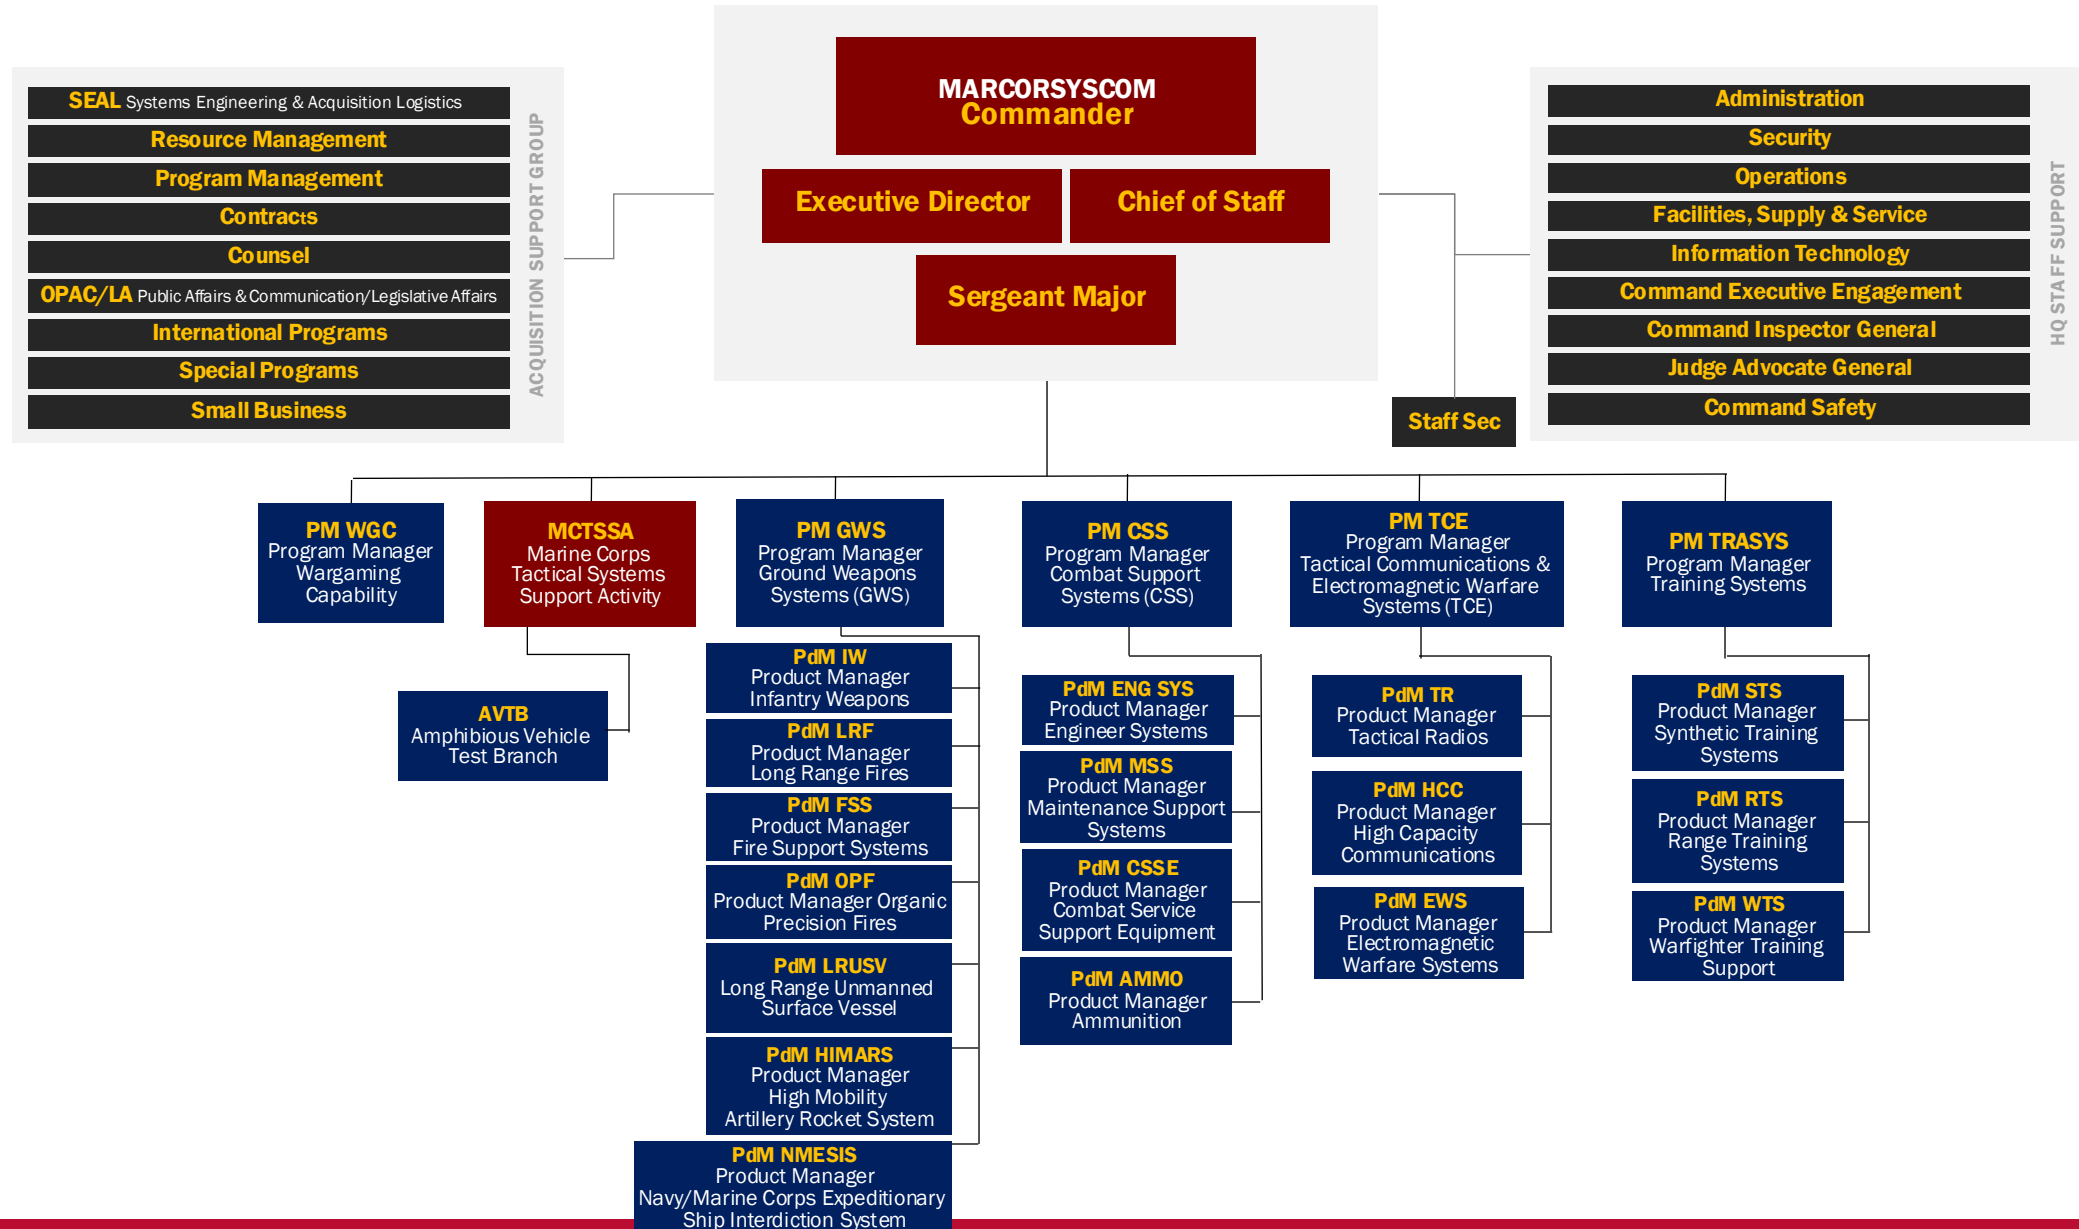 MARCORSYSCOM
Commander
Executive Director
Chief of Staff
Sergeant Major
SEAL Systems Engineering & Acquisition Logistics
Resource Management
Program Management
Contracts
Counsel
OPAC/LA Public Affairs & Communication/Legislative Affairs
International Programs
Special Programs
Small Business
ACQUISITION SUPPORT GROUP
Administration
Security
Operations
Facilities, Supply & Service
Information Technology
Command Executive Engagement
Command Inspector General
Judge Advocate General
Command Safety
HQ STAFF SUPPORT
Staff Sec
PM WGC
Program Manager
Wargaming
Capability
MCTSSA
Marine Corps
Tactical Systems
Support Activity
AVTB
Amphibious Vehicle
Test Branch
PM GWS
Program Manager
Ground Weapons
Systems (GWS)
PdM IW
Product Manager
Infantry Weapons
PdM LRF
Product Manager
Long Range Fires
PdM FSS
Product Manager
Fire Support Systems
PdM OPF
Product Manager Organic
Precision Fires
PdM LRUSV
Long Range Unmanned
Surface Vessel
PdM HIMARS
Product Manager
High Mobility
Artillery Rocket System
PdM NMESIS
Product Manager
Navy/Marine Corps Expeditionary
Ship Interdiction System
PM CSS
Program Manager
Combat Support
Systems (CSS)
PdM ENG SYS
Product Manager
Engineer Systems
PdM MSS
Product Manager
Maintenance Support
Systems
PdM CSSE
Product Manager
Combat Service
Support Equipment
PdM AMMO
Product Manager
Ammunition
PM TCE
Program Manager
Tactical Communications &
Electromagnetic Warfare
Systems (TCE)
PdM TR
Product Manager
Tactical Radios
PdM HCC
Product Manager
High Capacity
Communications
PdM EWS
Product Manager
Electromagnetic
Warfare Systems
PM TRASYS
Program Manager
Training Systems
PdM STS
Product Manager
Synthetic Training
Systems
PdM RTS
Product Manager
Range Training
Systems
PdM WTS
Product Manager
Warfighter Training
Support